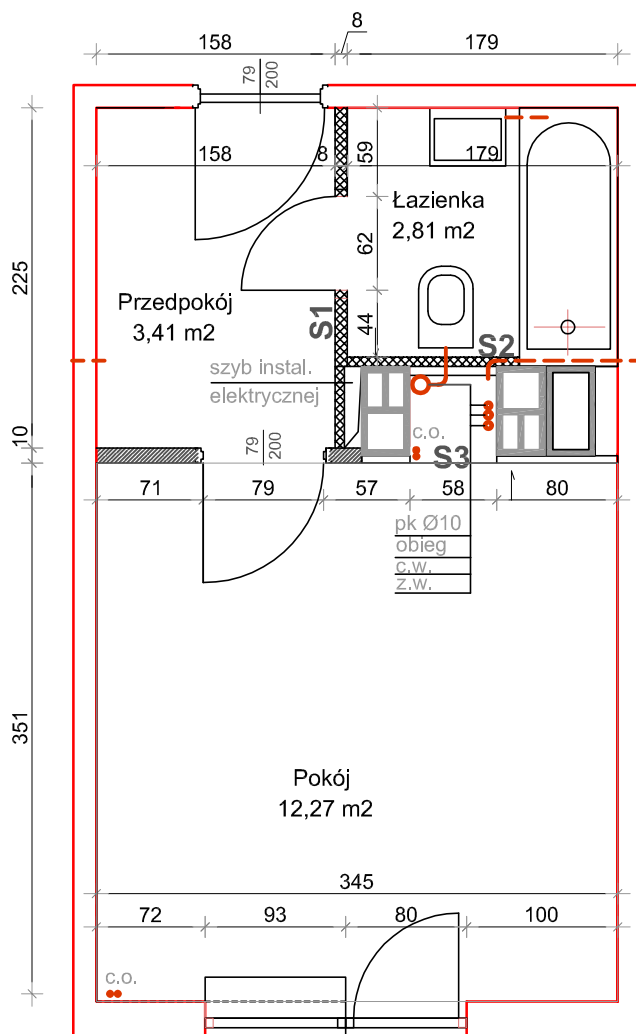 8
158
179
79
200
158
8
179
59
Łazienka
2,81 m2
62
225
Przedpokój
3,41 m2
S1
44
S2
szyb instal.
elektrycznej
10
79
200
c.o.
S3
71
79
57
58
80
pk Ø10
obieg
c.w.
z.w.
351
Pokój
12,27 m2
345
72
93
80
100
c.o.